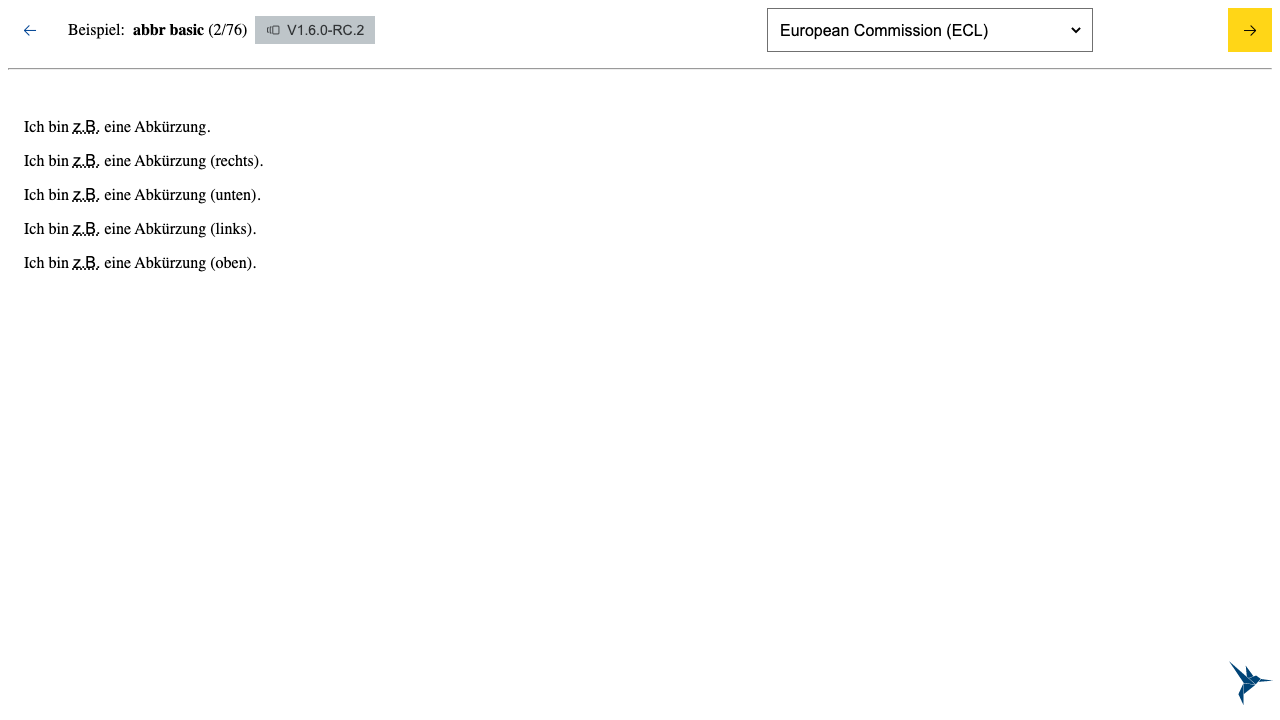 Beispiel: abbr basic (2/76) V1.6.0-RC.2 European Commission (ECL)
Ich bin z.B. eine Abkürzung.
Ich bin z.B. eine Abkürzung (rechts).
Ich bin z.B. eine Abkürzung (unten).
Ich bin z.B. eine Abkürzung (links).
Ich bin z.B. eine Abkürzung (oben).